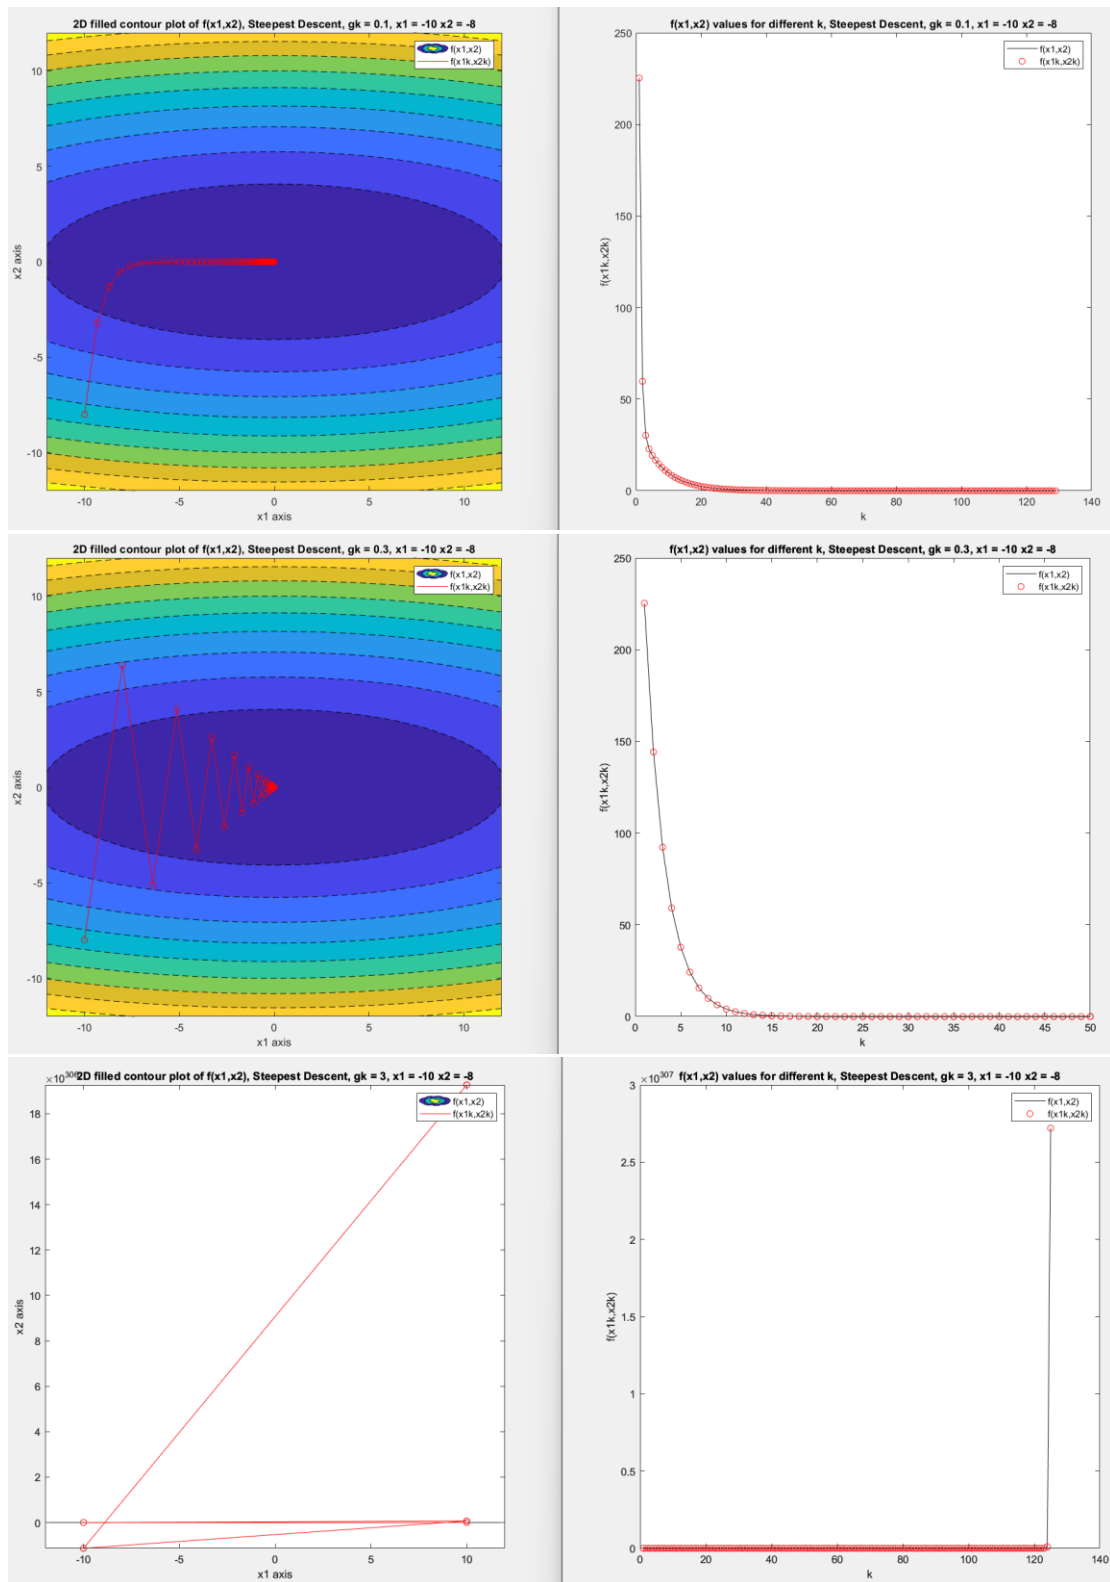 2D filled contour plot of f(x1,x2), Steepest Descent, gk = 0.1, x1 = -10 x2 = -8
f(x1,x2)
f(x1k,x2k)
10
5
0
-5
-10
x2 axis
-10
-5
0
5
10
x1 axis
f(x1,x2) values for different k, Steepest Descent, gk = 0.1, x1 = -10 x2 = -8
f(x1,x2)
f(x1k,x2k)
250
200
150
100
50
0
f(x1k,x2k)
0
20
40
60
80
100
120
140
k
2D filled contour plot of f(x1,x2), Steepest Descent, gk = 0.3, x1 = -10 x2 = -8
f(x1,x2)
f(x1k,x2k)
10
5
0
-5
-10
x2 axis
-10
-5
0
5
10
x1 axis
f(x1,x2) values for different k, Steepest Descent, gk = 0.3, x1 = -10 x2 = -8
f(x1,x2)
f(x1k,x2k)
250
200
150
100
50
0
f(x1k,x2k)
0
5
10
15
20
25
30
35
40
45
50
k
×10^306
2D filled contour plot of f(x1,x2), Steepest Descent, gk = 3, x1 = -10 x2 = -8
f(x1,x2)
f(x1k,x2k)
18
16
14
12
10
8
6
4
2
0
x2 axis
-10
-5
0
5
10
x1 axis
×10^307
f(x1,x2) values for different k, Steepest Descent, gk = 3, x1 = -10 x2 = -8
f(x1,x2)
f(x1k,x2k)
3
2.5
2
1.5
1
0.5
0
f(x1k,x2k)
0
20
40
60
80
100
120
140
k